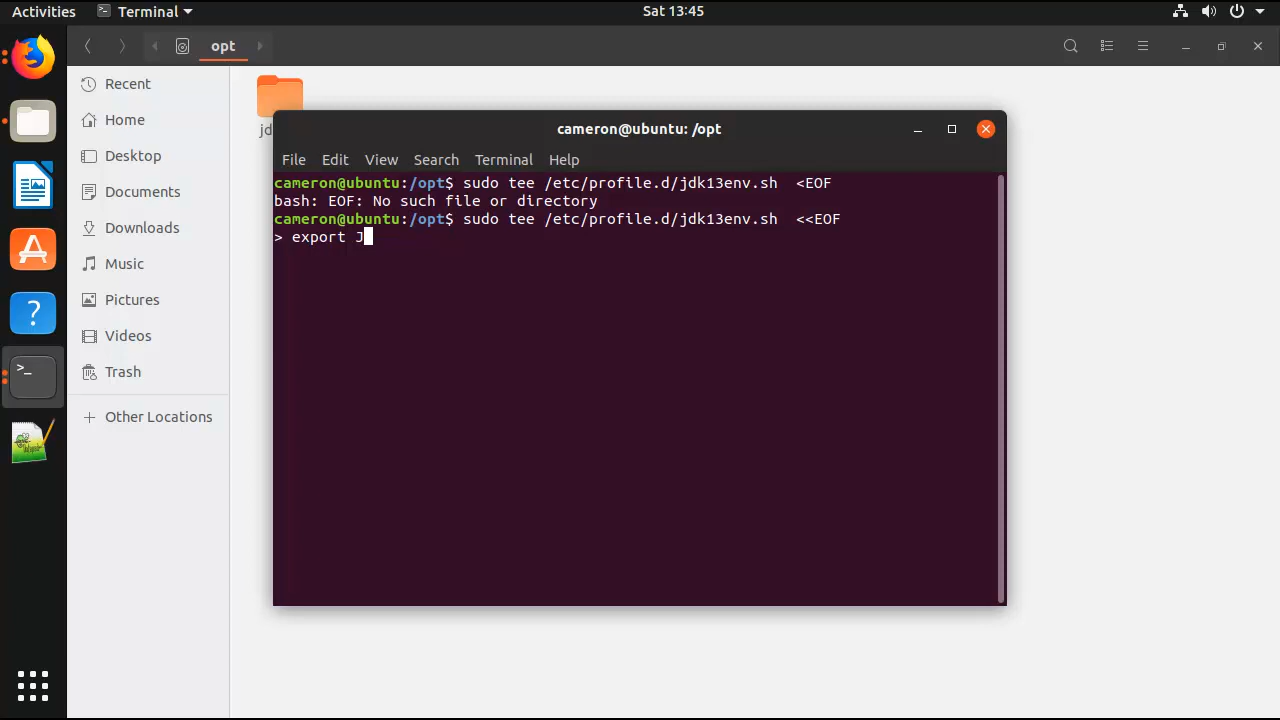 Activities Terminal Sat 13:45
opt
Recent
Home
Desktop
Documents
Downloads
Music
Pictures
Videos
Trash
Other Locations
jd
cameron@ubuntu: /opt
File Edit View Search Terminal Help
cameron@ubuntu:/opt$ sudo tee /etc/profile.d/jdk13env.sh  <EOF
bash: EOF: No such file or directory
cameron@ubuntu:/opt$ sudo tee /etc/profile.d/jdk13env.sh  <<EOF
> export J